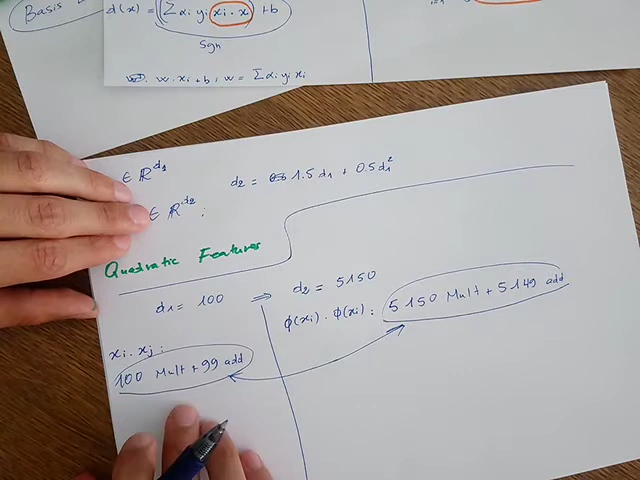 Basis
d(x) = (Σ αi yi xi · x) + b
Sgn
w · xi + b , w = Σ αi yi xi
∈ ℝ^d1
d2 = 1.5 d1 + 0.5 d1²
∈ ℝ^d2 :
Quadratic Features
d1 = 100 ⇒ d2 = 5150
ϕ(xi) · ϕ(xi) : 5150 Mult + 5149 add
xi · xj :
100 Mult + 99 add